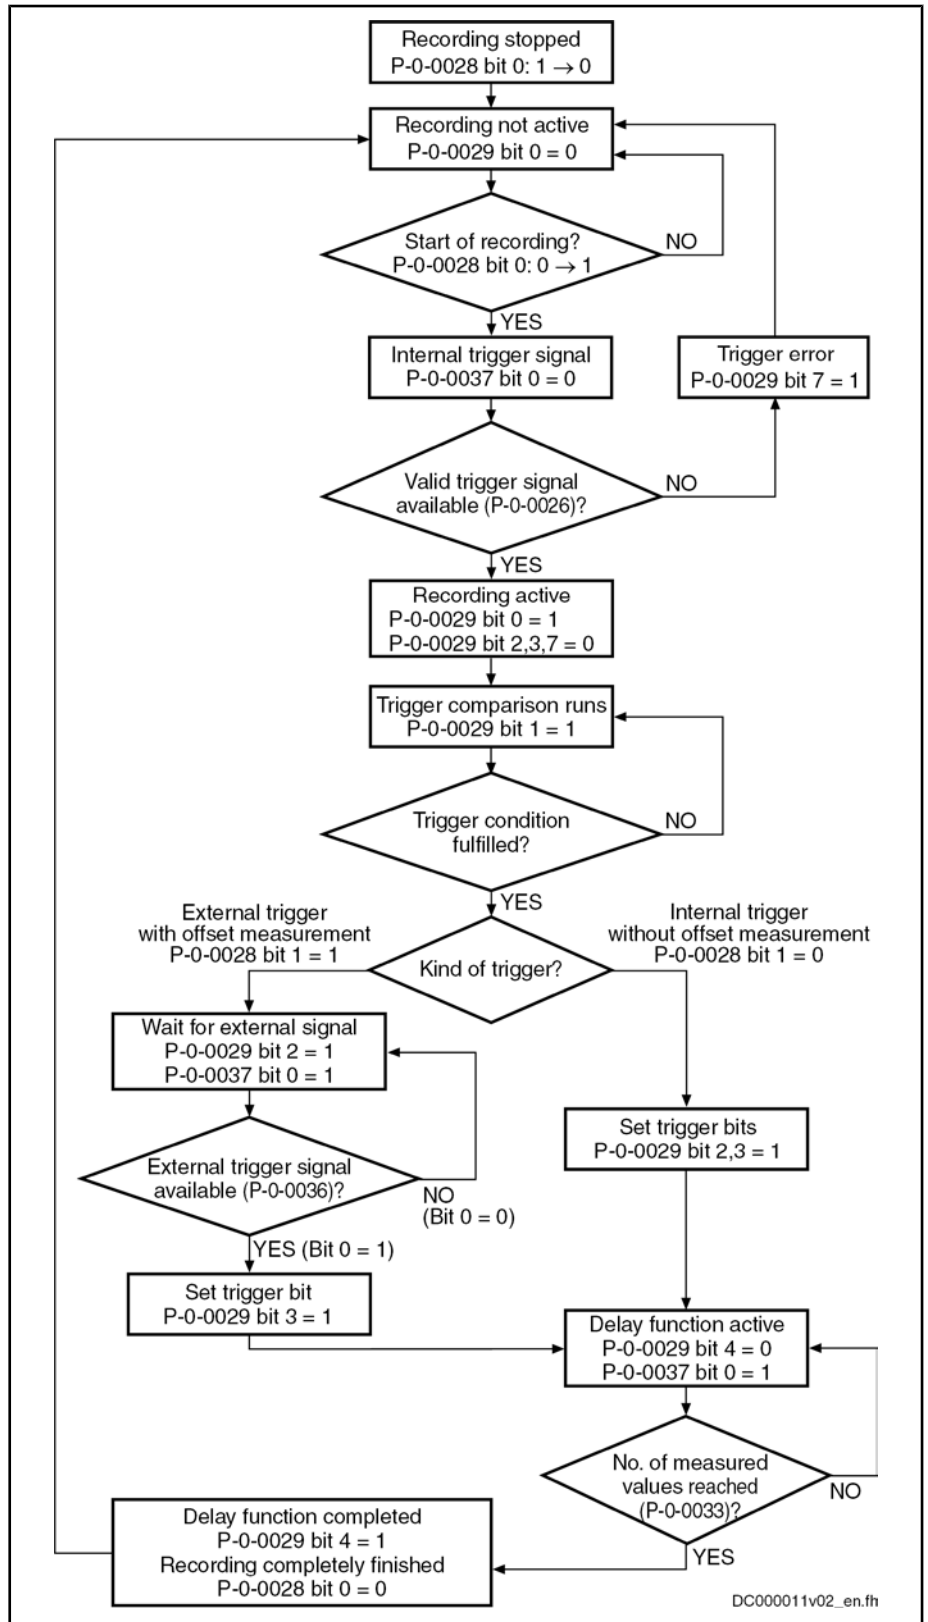 Recording stopped
P-0-0028 bit 0: 1 → 0
Recording not active
P-0-0029 bit 0 = 0
Start of recording?
P-0-0028 bit 0: 0 → 1
NO
YES
Internal trigger signal
P-0-0037 bit 0 = 0
Trigger error
P-0-0029 bit 7 = 1
Valid trigger signal
available (P-0-0026)?
NO
YES
Recording active
P-0-0029 bit 0 = 1
P-0-0029 bit 2,3,7 = 0
Trigger comparison runs
P-0-0029 bit 1 = 1
Trigger condition
fulfilled?
NO
YES
External trigger
with offset measurement
P-0-0028 bit 1 = 1
Internal trigger
without offset measurement
P-0-0028 bit 1 = 0
Kind of trigger?
Wait for external signal
P-0-0029 bit 2 = 1
P-0-0037 bit 0 = 1
Set trigger bits
P-0-0029 bit 2,3 = 1
External trigger signal
available (P-0-0036)?
NO
(Bit 0 = 0)
YES (Bit 0 = 1)
Set trigger bit
P-0-0029 bit 3 = 1
Delay function active
P-0-0029 bit 4 = 0
P-0-0037 bit 0 = 1
No. of measured
values reached
(P-0-0033)?
NO
YES
Delay function completed
P-0-0029 bit 4 = 1
Recording completely finished
P-0-0028 bit 0 = 0
DC000011v02_en.fh